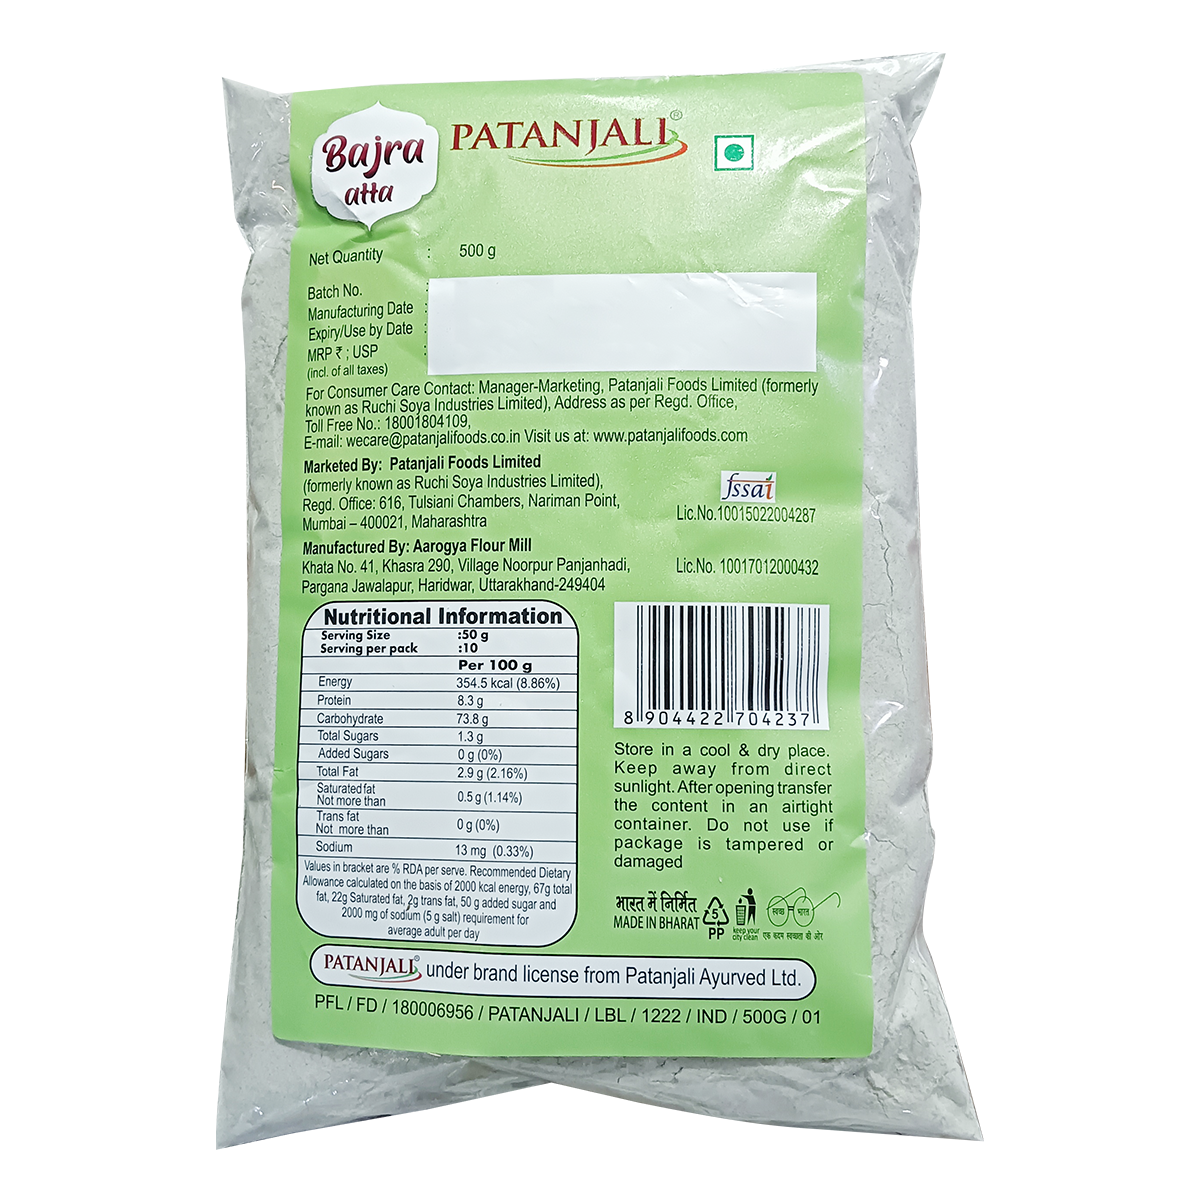 Bajra
atta
PATANJALI®
Net Quantity : 500 g
Batch No. :
Manufacturing Date :
Expiry/Use by Date :
MRP ₹ ; USP :
(incl. of all taxes)
For Consumer Care Contact: Manager-Marketing, Patanjali Foods Limited (formerly
known as Ruchi Soya Industries Limited), Address as per Regd. Office,
Toll Free No.: 18001804109,
E-mail: wecare@patanjalifoods.co.in Visit us at: www.patanjalifoods.com
Marketed By: Patanjali Foods Limited
(formerly known as Ruchi Soya Industries Limited),
Regd. Office: 616, Tulsiani Chambers, Nariman Point,
Mumbai – 400021, Maharashtra
fssai
Lic.No.10015022004287
Manufactured By: Aarogya Flour Mill
Khata No. 41, Khasra 290, Village Noorpur Panjanhadi,
Pargana Jawalapur, Haridwar, Uttarakhand-249404
Lic.No. 10017012000432
Nutritional Information
Serving Size :50 g
Serving per pack :10
Per 100 g
Energy 354.5 kcal (8.86%)
Protein 8.3 g
Carbohydrate 73.8 g
Total Sugars 1.3 g
Added Sugars 0 g (0%)
Total Fat 2.9 g (2.16%)
Saturated fat
Not more than 0.5 g (1.14%)
Trans fat
Not more than 0 g (0%)
Sodium 13 mg (0.33%)
Values in bracket are % RDA per serve. Recommended Dietary
Allowance calculated on the basis of 2000 kcal energy, 67g total
fat, 22g Saturated fat, 2g trans fat, 50 g added sugar and
2000 mg of sodium (5 g salt) requirement for
average adult per day
8 904422 704237
Store in a cool & dry place.
Keep away from direct
sunlight. After opening transfer
the content in an airtight
container. Do not use if
package is tampered or
damaged
भारत में निर्मित
MADE IN BHARAT
5
PP
keep your
city clean
स्वच्छ भारत
एक कदम स्वच्छता की ओर
PATANJALI® under brand license from Patanjali Ayurved Ltd.
PFL / FD / 180006956 / PATANJALI / LBL / 1222 / IND / 500G / 01